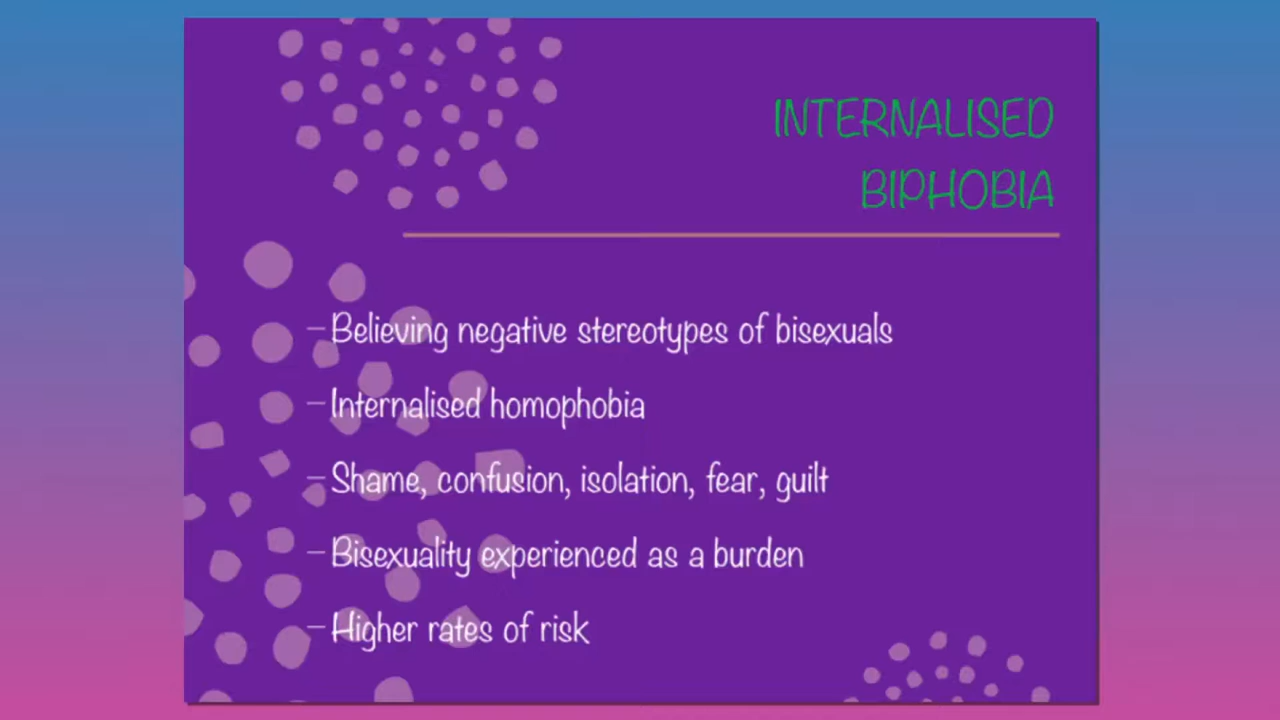 INTERNALISED
BIPHOBIA
– Believing negative stereotypes of bisexuals
– Internalised homophobia
– Shame, confusion, isolation, fear, guilt
– Bisexuality experienced as a burden
– Higher rates of risk